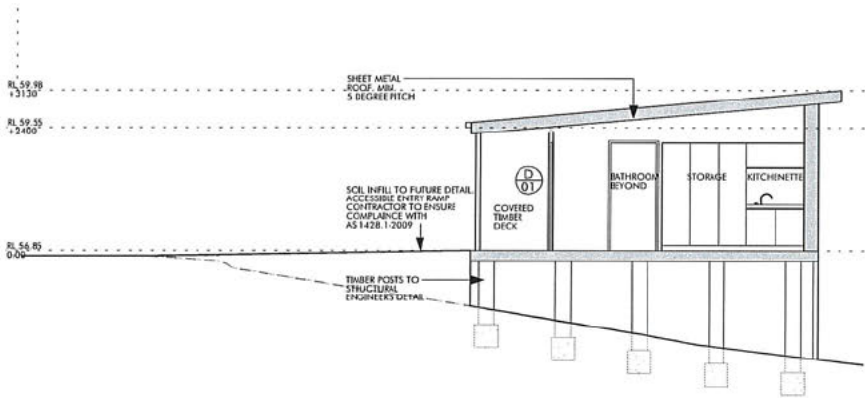 RL 59.98
+3130
SHEET METAL
ROOF, MIN.
5 DEGREE PITCH
RL 59.55
+2400
D
01
BATHROOM
BEYOND
STORAGE
KITCHENETTE
COVERED
TIMBER
DECK
SOIL INFILL TO FUTURE DETAIL.
ACCESSIBLE ENTRY RAMP
CONTRACTOR TO ENSURE
COMPLAINCE WITH
AS 1428.1-2009
RL 56.85
0.00
TIMBER POSTS TO
STRUCTURAL
ENGINEERS DETAIL